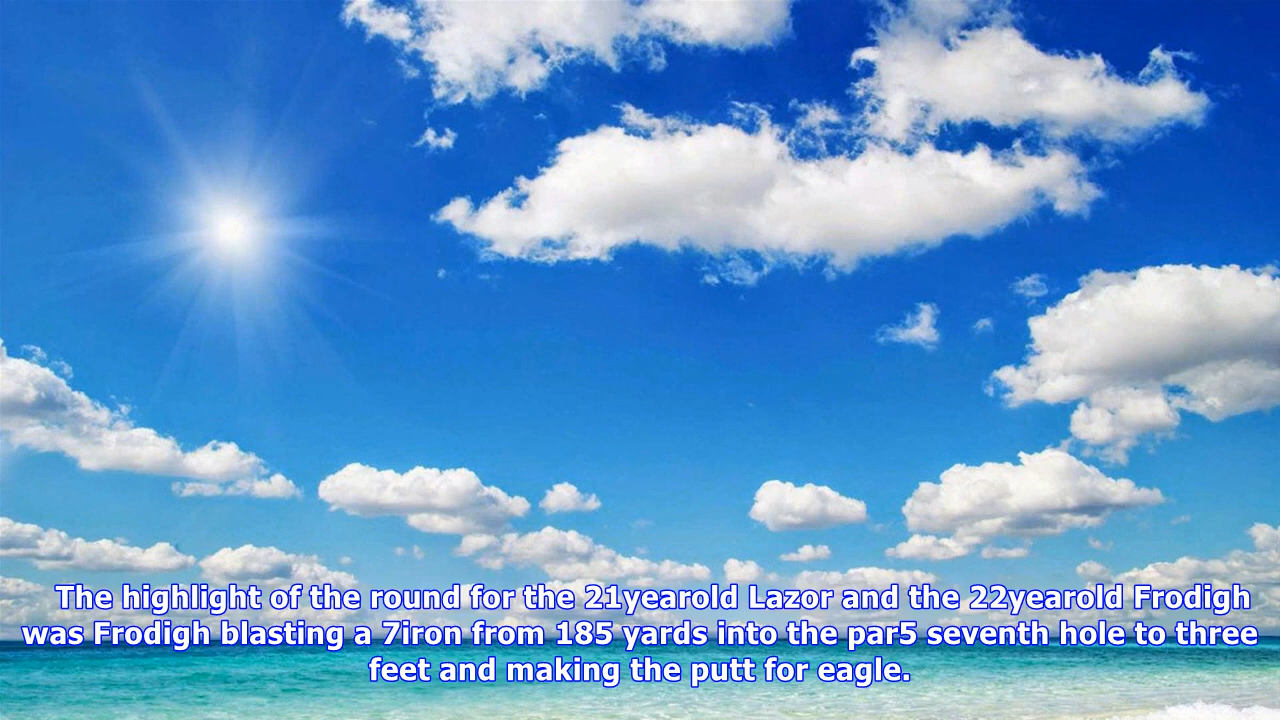 The highlight of the round for the 21yearold Lazor and the 22yearold Frodigh
was Frodigh blasting a 7iron from 185 yards into the par5 seventh hole to three
feet and making the putt for eagle.